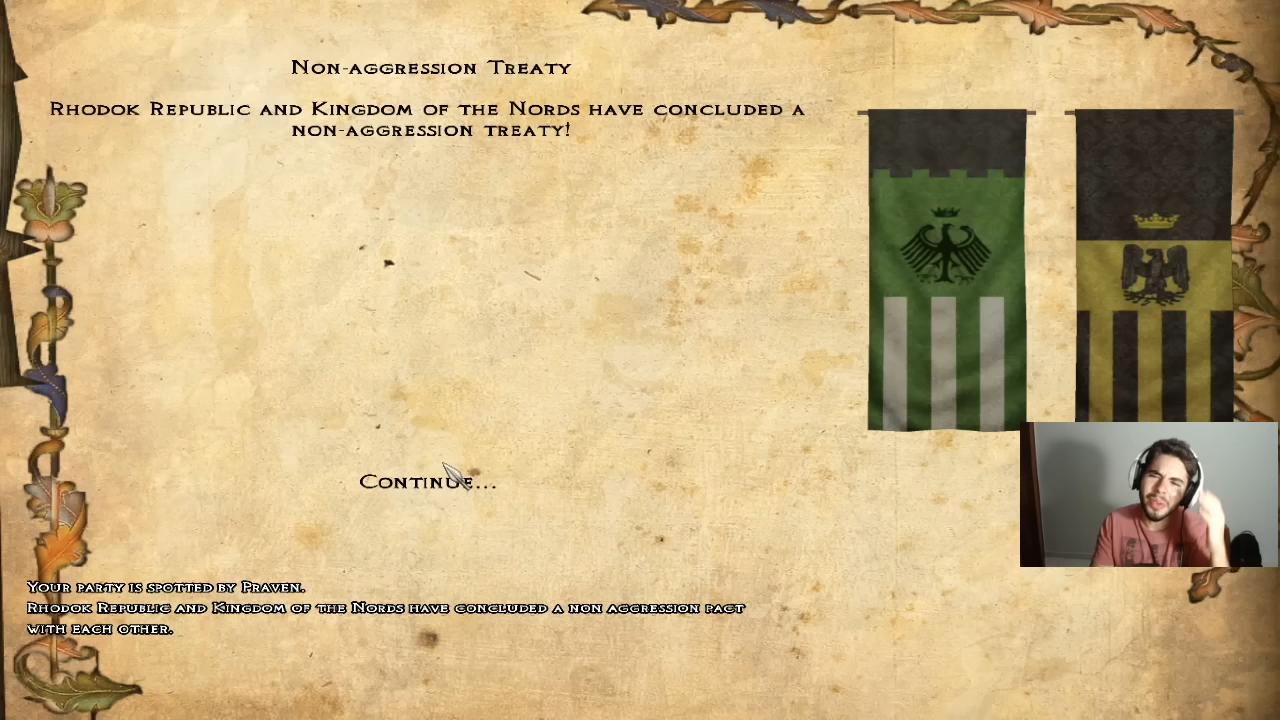 Non-aggression Treaty
Rhodok Republic and Kingdom of the Nords have concluded a
non-aggression treaty!
Continue...
Your party is spotted by Praven.
Rhodok Republic and Kingdom of the Nords have concluded a non aggression pact
with each other.